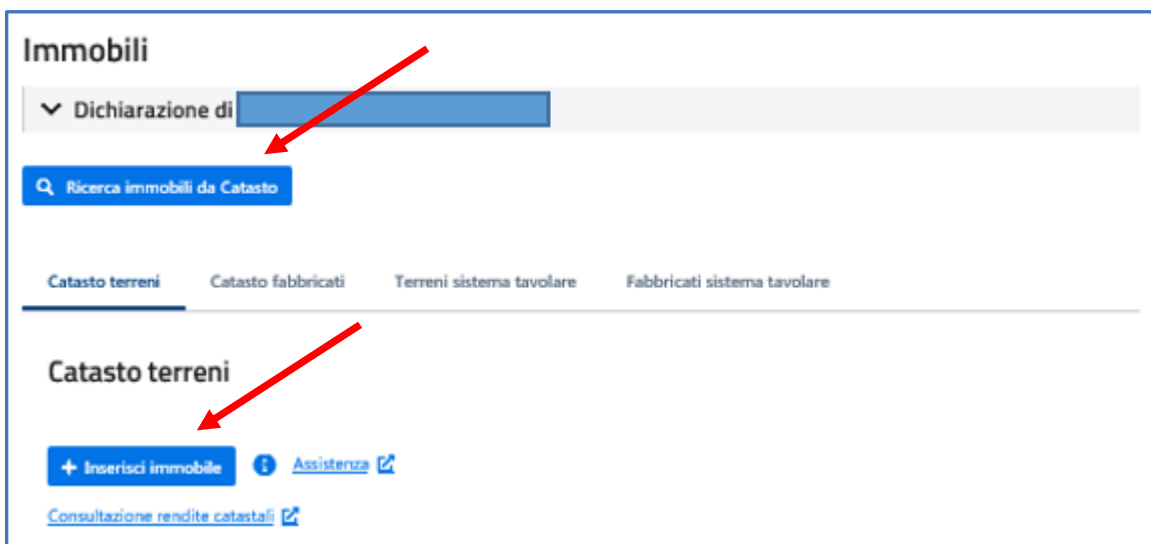 Immobili
Dichiarazione di
Ricerca immobili da Catasto
Catasto terreni Catasto fabbricati Terreni sistema tavolare Fabbricati sistema tavolare
Catasto terreni
+ Inserisci immobile Assistenza
Consultazione rendite catastali